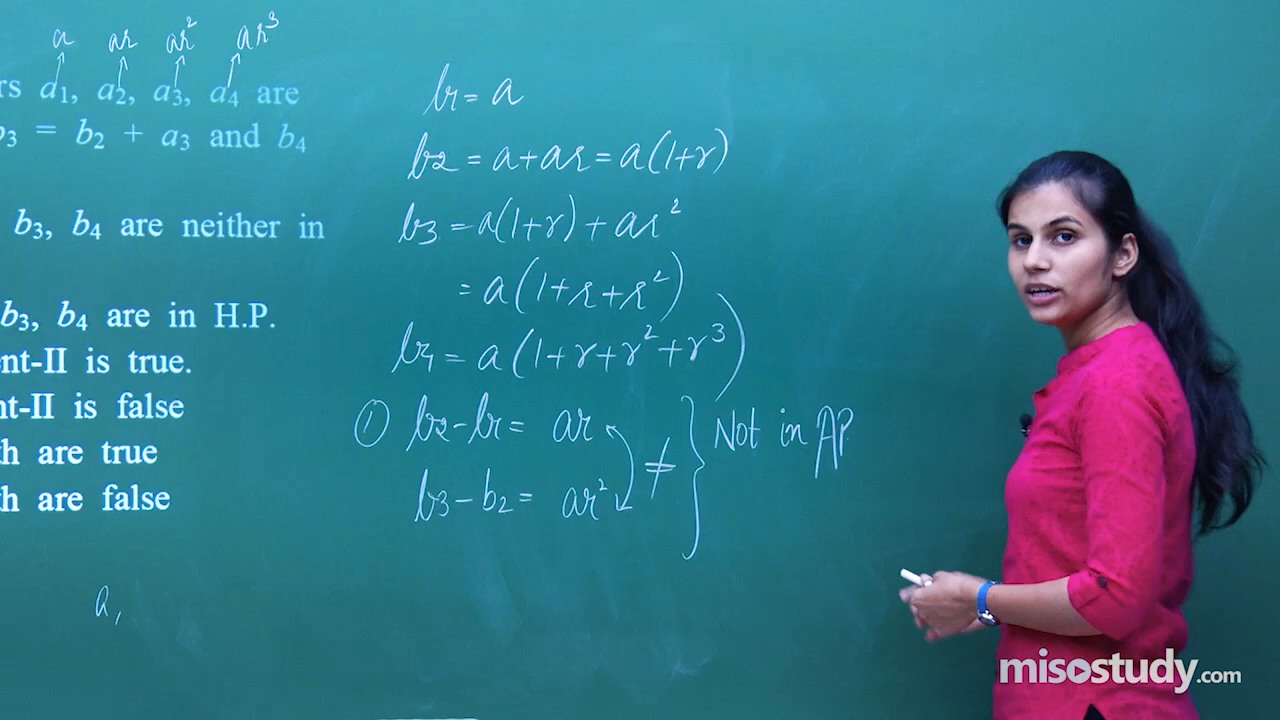 a ar ar² ar³
rs a₁, a₂, a₃, a₄ are
b₃ = b₂ + a₃ and b₄
b₃, b₄ are neither in
b₃, b₄ are in H.P.
nt-II is true.
nt-II is false
th are true
th are false
a,
b₁ = a
b₂ = a + ar = a(1+r)
b₃ = a(1+r) + ar²
= a(1+r+r²)
b₄ = a(1+r+r²+r³)
① b₂ - b₁ = ar
b₃ - b₂ = ar²
≠ } Not in AP
misostudy.com